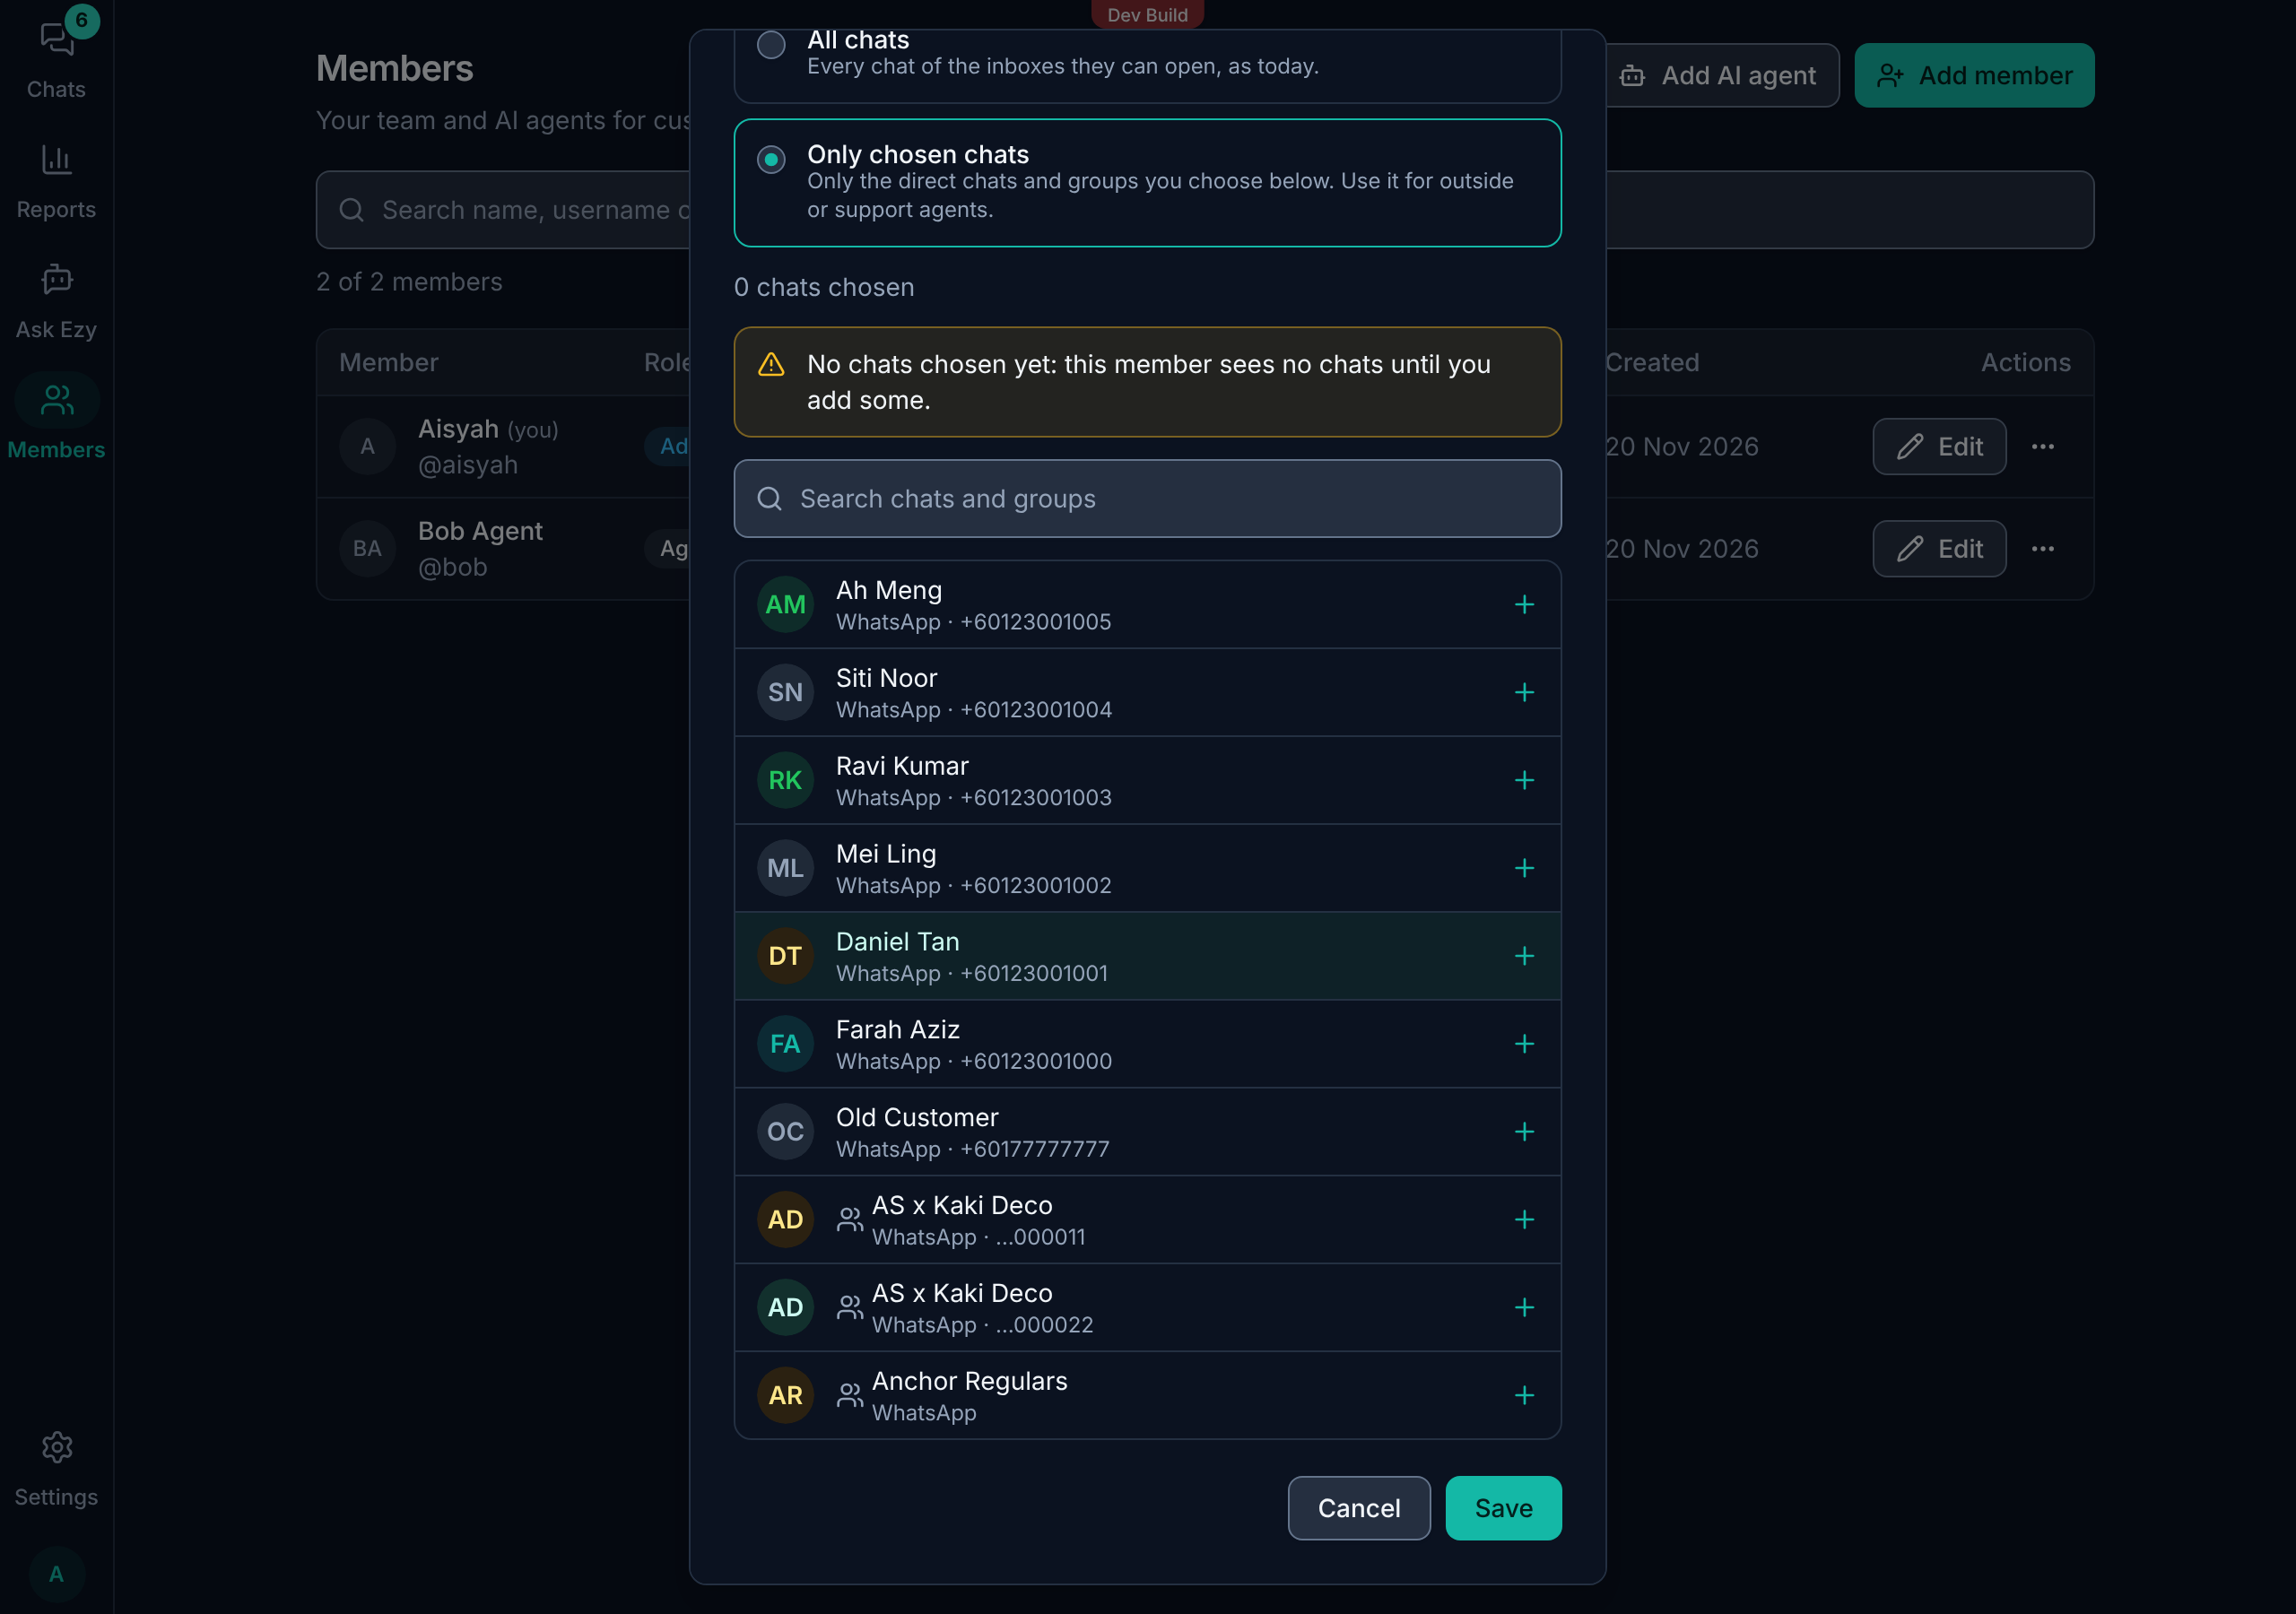 6
Chats
Reports
Ask Ezy
Members
Settings
A
Dev Build
Members
Your team and AI agents for cus
Add AI agent
Add member
Search name, username o
2 of 2 members
Member
Role
Created
Actions
A
Aisyah (you)
@aisyah
Ad
20 Nov 2026
Edit
BA
Bob Agent
@bob
Ag
20 Nov 2026
Edit
All chats
Every chat of the inboxes they can open, as today.
Only chosen chats
Only the direct chats and groups you choose below. Use it for outside
or support agents.
0 chats chosen
No chats chosen yet: this member sees no chats until you
add some.
Search chats and groups
AM
Ah Meng
WhatsApp · +60123001005
SN
Siti Noor
WhatsApp · +60123001004
RK
Ravi Kumar
WhatsApp · +60123001003
ML
Mei Ling
WhatsApp · +60123001002
DT
Daniel Tan
WhatsApp · +60123001001
FA
Farah Aziz
WhatsApp · +60123001000
OC
Old Customer
WhatsApp · +60177777777
AD
AS x Kaki Deco
WhatsApp · ...000011
AD
AS x Kaki Deco
WhatsApp · ...000022
AR
Anchor Regulars
WhatsApp
Cancel
Save